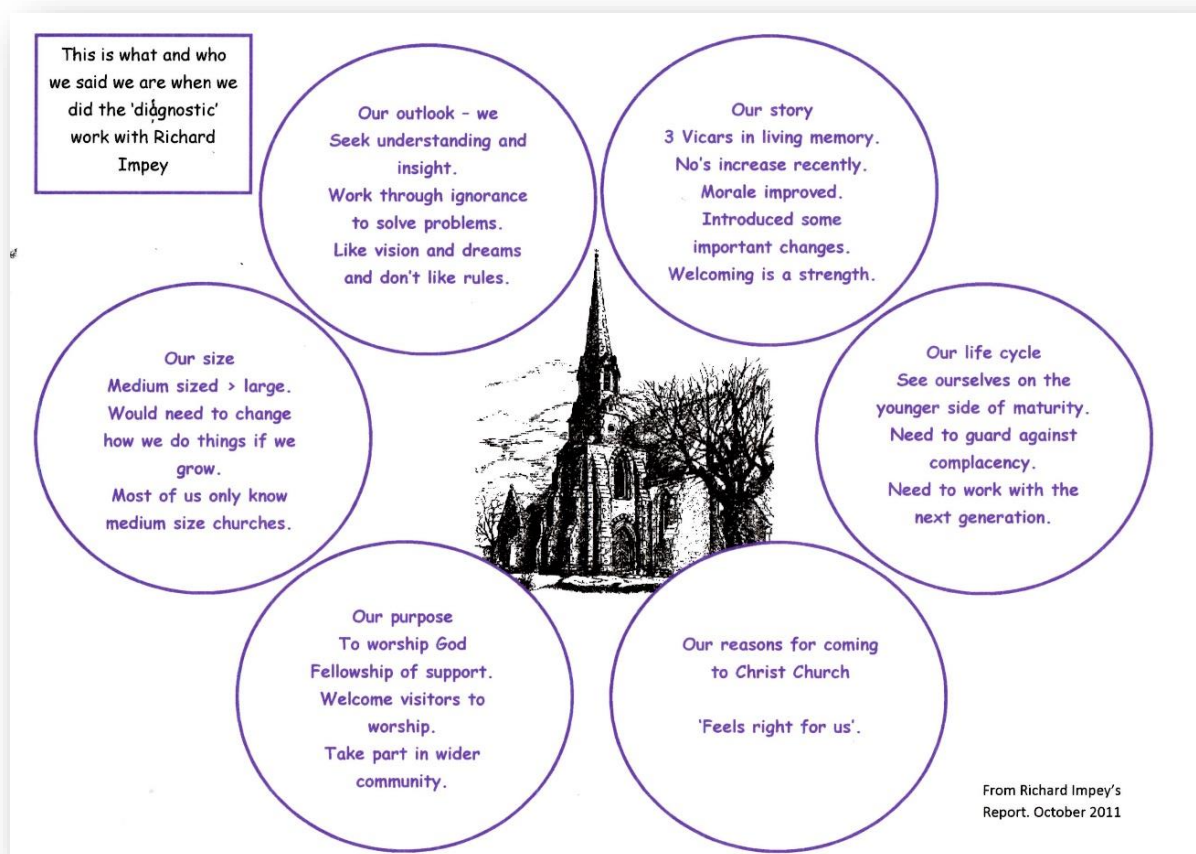 This is what and who
we said we are when we
did the 'diagnostic'
work with Richard
Impey
Our outlook – we
Seek understanding and
insight.
Work through ignorance
to solve problems.
Like vision and dreams
and don't like rules.
Our story
3 Vicars in living memory.
No's increase recently.
Morale improved.
Introduced some
important changes.
Welcoming is a strength.
Our size
Medium sized > large.
Would need to change
how we do things if we
grow.
Most of us only know
medium size churches.
Our life cycle
See ourselves on the
younger side of maturity.
Need to guard against
complacency.
Need to work with the
next generation.
Our purpose
To worship God
Fellowship of support.
Welcome visitors to
worship.
Take part in wider
community.
Our reasons for coming
to Christ Church
'Feels right for us'.
From Richard Impey's
Report. October 2011